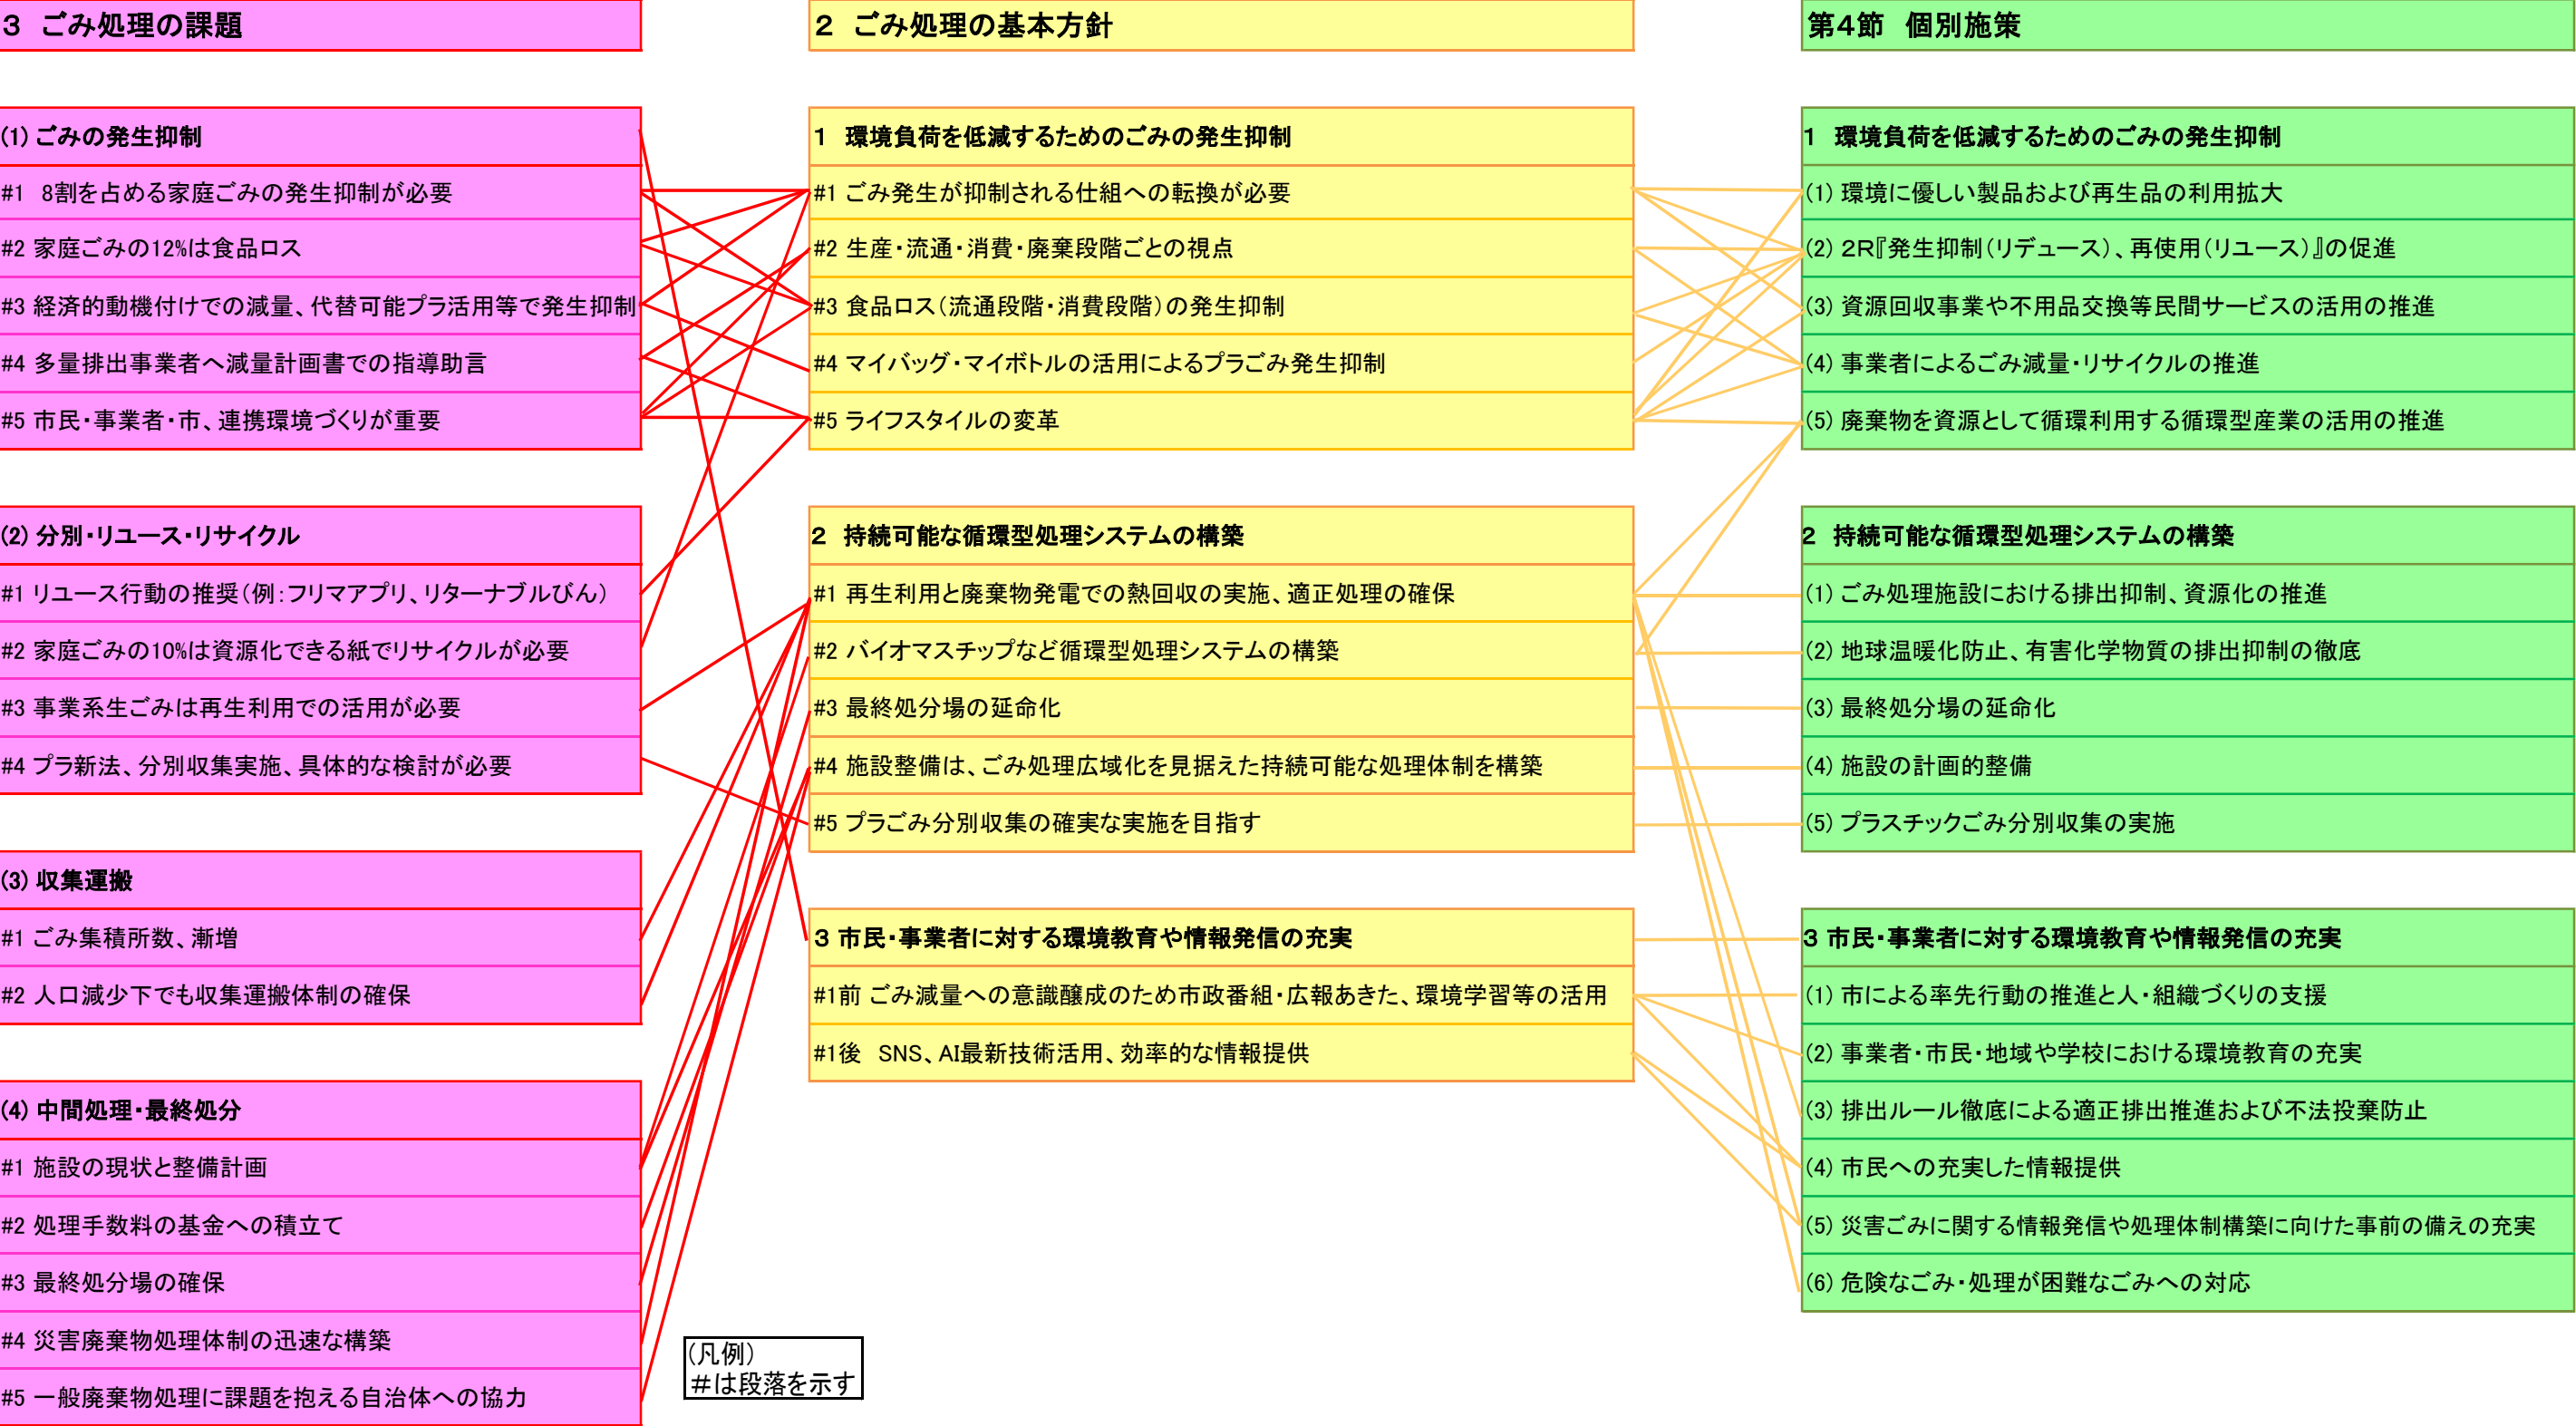 3 ごみ処理の課題
(1) ごみの発生抑制
#1 8割を占める家庭ごみの発生抑制が必要
#2 家庭ごみの12%は食品ロス
#3 経済的動機付けでの減量、代替可能プラ活用等で発生抑制
#4 多量排出事業者へ減量計画書での指導助言
#5 市民・事業者・市、連携環境づくりが重要
(2) 分別・リユース・リサイクル
#1 リユース行動の推奨(例:フリマアプリ、リターナブルびん)
#2 家庭ごみの10%は資源化できる紙でリサイクルが必要
#3 事業系生ごみは再生利用での活用が必要
#4 プラ新法、分別収集実施、具体的な検討が必要
(3) 収集運搬
#1 ごみ集積所数、漸増
#2 人口減少下でも収集運搬体制の確保
(4) 中間処理・最終処分
#1 施設の現状と整備計画
#2 処理手数料の基金への積立て
#3 最終処分場の確保
#4 災害廃棄物処理体制の迅速な構築
#5 一般廃棄物処理に課題を抱える自治体への協力
2 ごみ処理の基本方針
1 環境負荷を低減するためのごみの発生抑制
#1 ごみ発生が抑制される仕組への転換が必要
#2 生産・流通・消費・廃棄段階ごとの視点
#3 食品ロス(流通段階・消費段階)の発生抑制
#4 マイバッグ・マイボトルの活用によるプラごみ発生抑制
#5 ライフスタイルの変革
2 持続可能な循環型処理システムの構築
#1 再生利用と廃棄物発電での熱回収の実施、適正処理の確保
#2 バイオマスチップなど循環型処理システムの構築
#3 最終処分場の延命化
#4 施設整備は、ごみ処理広域化を見据えた持続可能な処理体制を構築
#5 プラごみ分別収集の確実な実施を目指す
3 市民・事業者に対する環境教育や情報発信の充実
#1前 ごみ減量への意識醸成のため市政番組・広報あきた、環境学習等の活用
#1後 SNS、AI最新技術活用、効率的な情報提供
(凡例)
#は段落を示す
第4節 個別施策
1 環境負荷を低減するためのごみの発生抑制
(1) 環境に優しい製品および再生品の利用拡大
(2) 2R『発生抑制(リデュース)、再使用(リユース)』の促進
(3) 資源回収事業や不用品交換等民間サービスの活用の推進
(4) 事業者によるごみ減量・リサイクルの推進
(5) 廃棄物を資源として循環利用する循環型産業の活用の推進
2 持続可能な循環型処理システムの構築
(1) ごみ処理施設における排出抑制、資源化の推進
(2) 地球温暖化防止、有害化学物質の排出抑制の徹底
(3) 最終処分場の延命化
(4) 施設の計画的整備
(5) プラスチックごみ分別収集の実施
3 市民・事業者に対する環境教育や情報発信の充実
(1) 市による率先行動の推進と人・組織づくりの支援
(2) 事業者・市民・地域や学校における環境教育の充実
(3) 排出ルール徹底による適正排出推進および不法投棄防止
(4) 市民への充実した情報提供
(5) 災害ごみに関する情報発信や処理体制構築に向けた事前の備えの充実
(6) 危険なごみ・処理が困難なごみへの対応